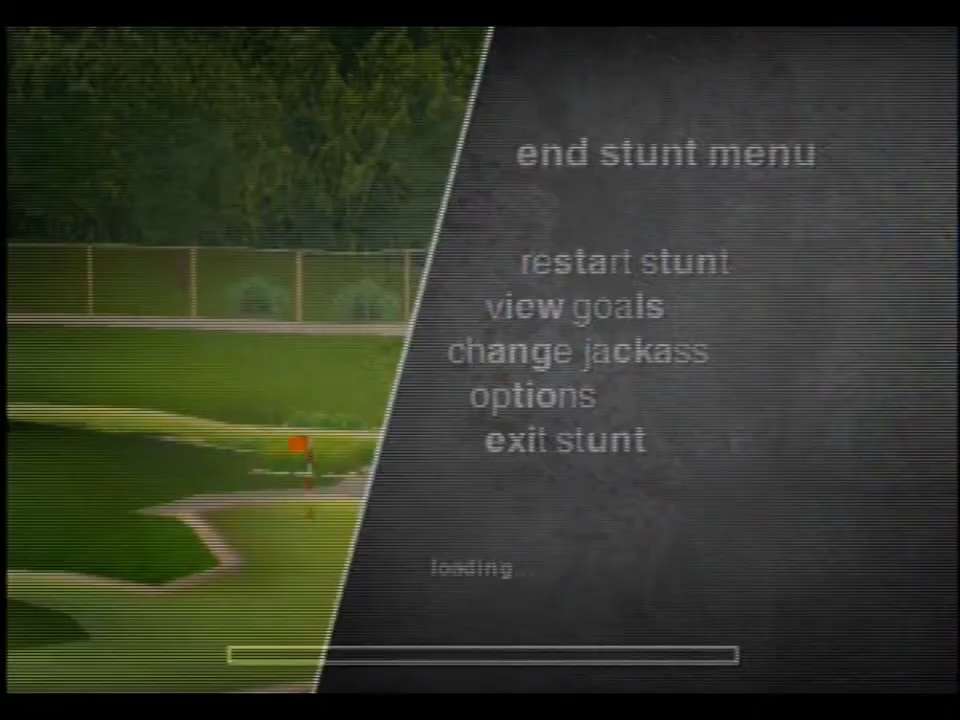 end stunt menu
restart stunt
view goals
change jackass
options
exit stunt
loading...